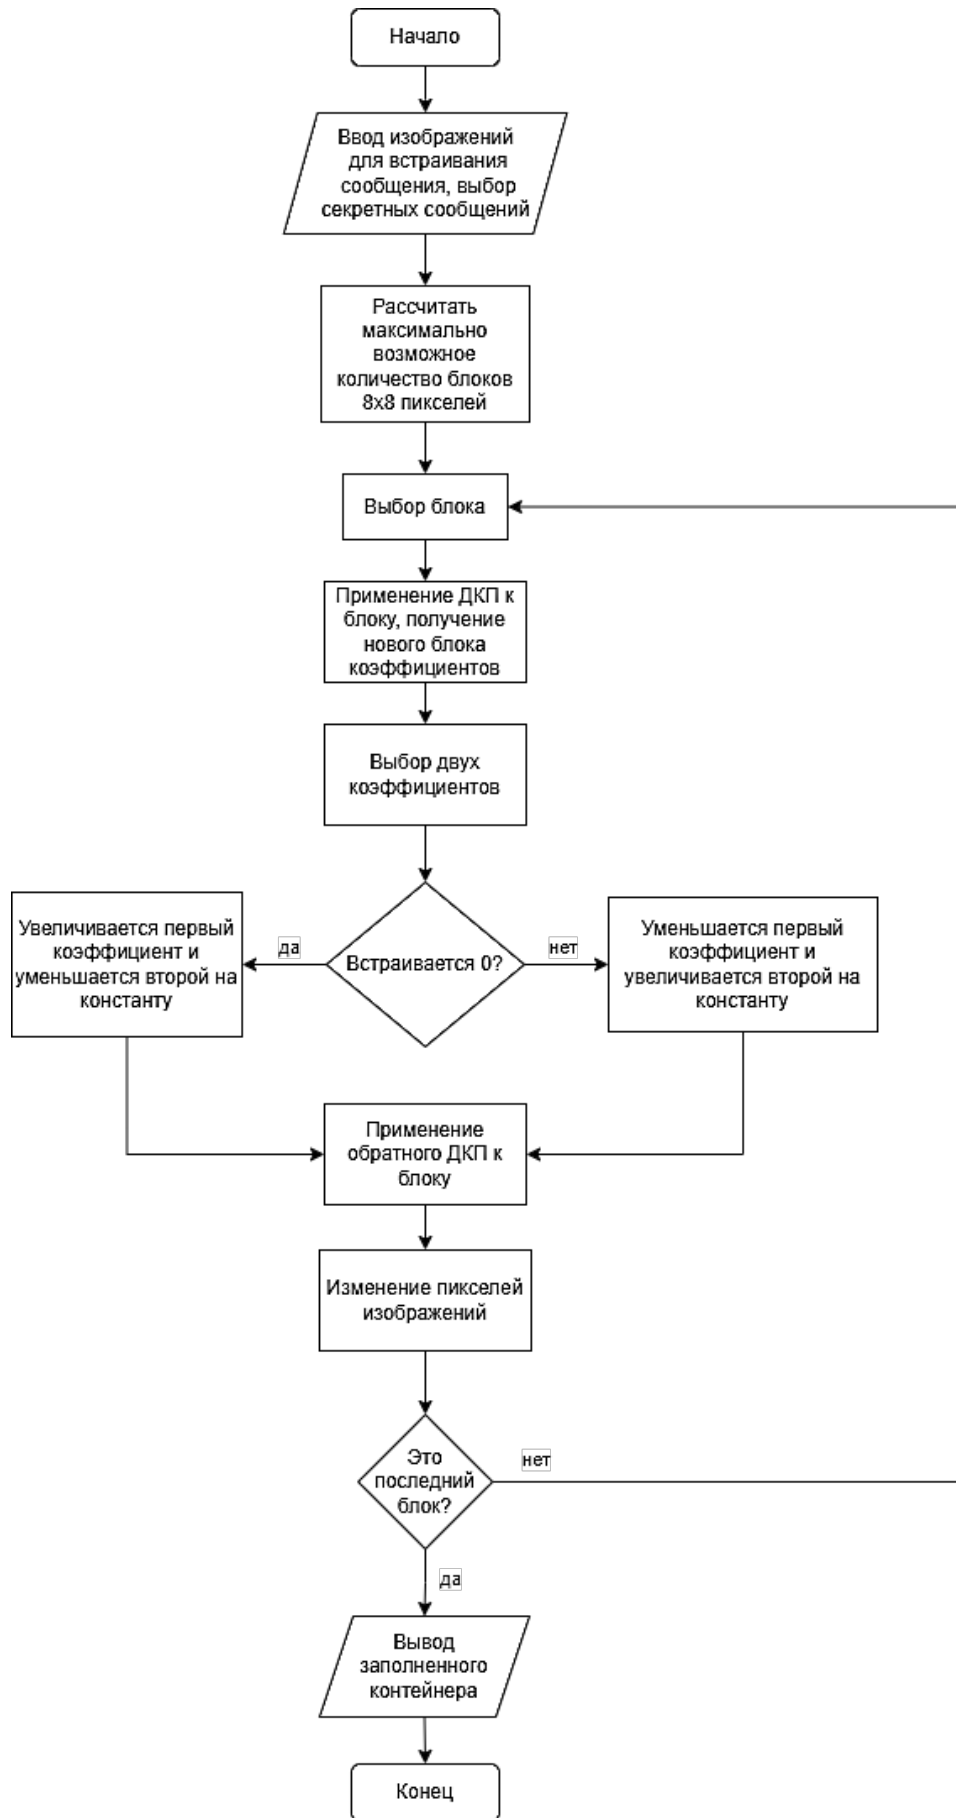 Начало
Ввод изображений
для встраивания
сообщения, выбор
секретных сообщений
Рассчитать
максимально
возможное
количество блоков
8х8 пикселей
Выбор блока
Применение ДКП к
блоку, получение
нового блока
коэффициентов
Выбор двух
коэффициентов
Увеличивается первый
коэффициент и
уменьшается второй на
константу
да
Встраивается 0?
нет
Уменьшается первый
коэффициент и
увеличивается второй на
константу
Применение
обратного ДКП к
блоку
Изменение пикселей
изображений
Это
последний
блок?
нет
да
Вывод
заполненного
контейнера
Конец